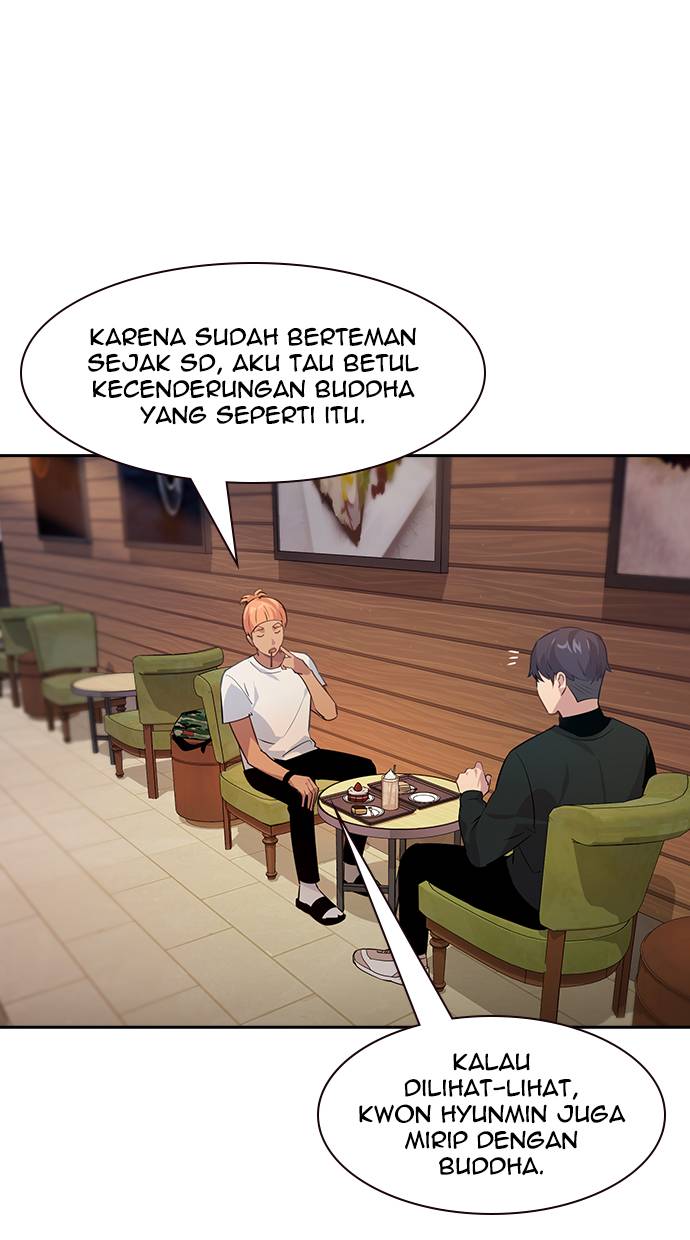 KARENA SUDAH BERTEMAN
SEJAK SD, AKU TAU BETUL
KECENDERUNGAN BUDDHA
YANG SEPERTI ITU.
KALAU
DILIHAT-LIHAT,
KWON HYUNMIN JUGA
MIRIP DENGAN
BUDDHA.